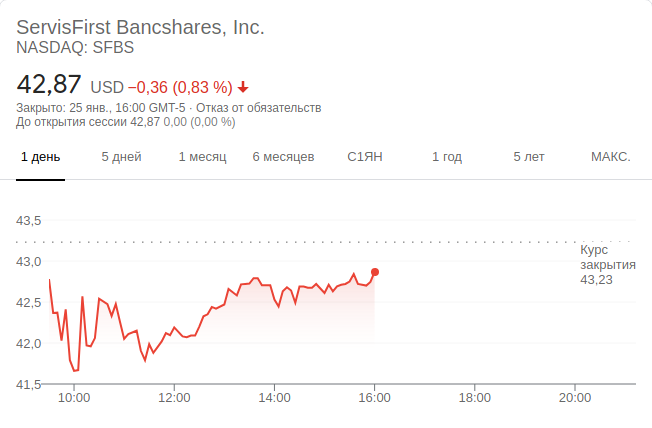 ServisFirst Bancshares, Inc.
NASDAQ: SFBS
42,87 USD −0,36 (0,83 %)
Закрыто: 25 янв., 16:00 GMT-5 · Отказ от обязательств
До открытия сессии 42,87 0,00 (0,00 %)
1 день 5 дней 1 месяц 6 месяцев С1ЯН 1 год 5 лет МАКС.
43,5
Курс
закрытия
43,23
43,0
42,5
42,0
41,5
10:00 12:00 14:00 16:00 18:00 20:00